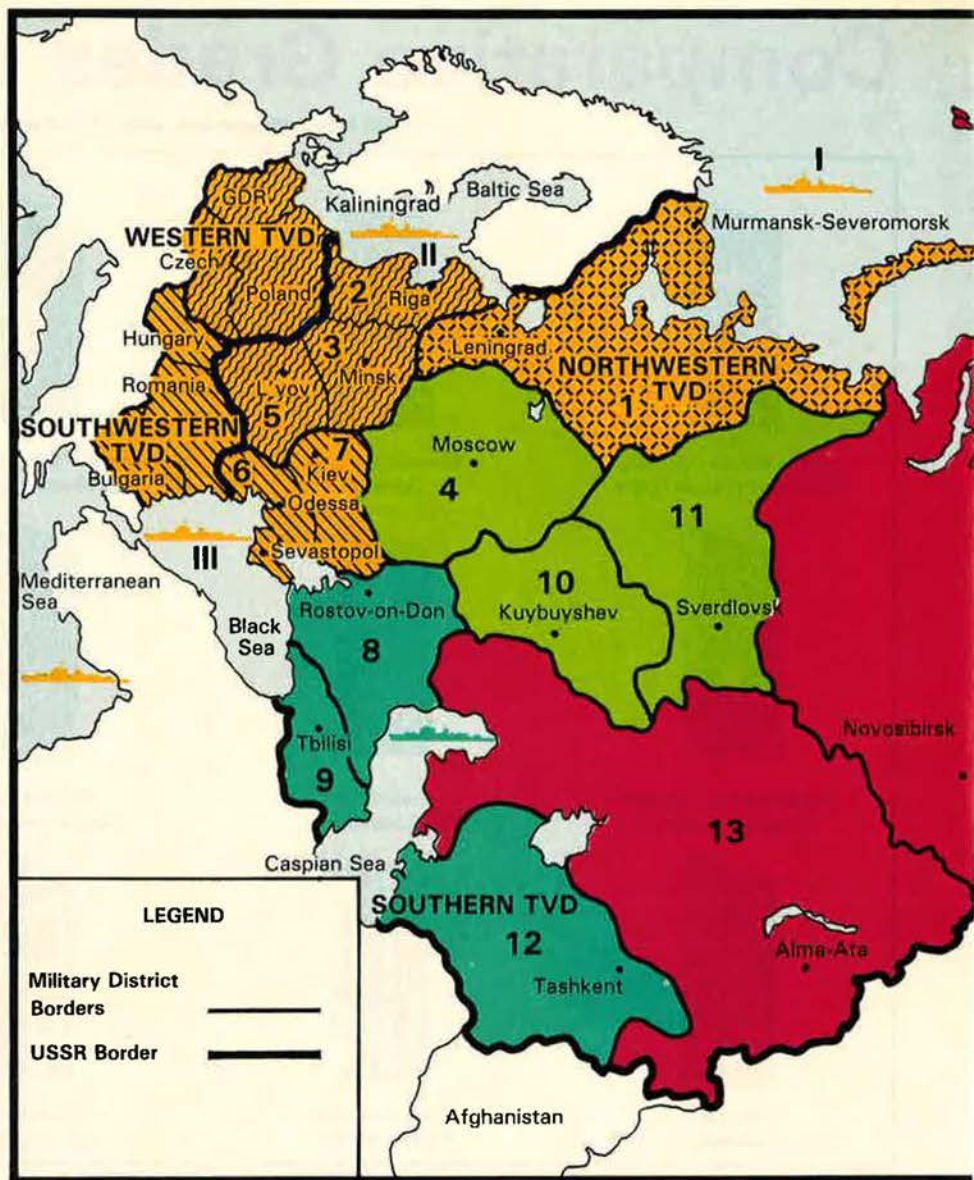 I
Murmansk-Severomorsk
Baltic Sea
Kaliningrad
II
GDR
WESTERN TVD
Czech
Poland
2
Riga
Hungary
3
Minsk
Leningrad
NORTHWESTERN
TVD
1
Romania
L'vov
5
SOUTHWESTERN
TVD
Bulgaria
6
7
Kiev
Odessa
Sevastopol
Moscow
4
11
III
10
Kuybuyshev
Sverdlovsk
Mediterranean
Sea
Rostov-on-Don
Black
Sea
8
Tbilisi
9
Novosibirsk
13
Caspian Sea
SOUTHERN TVD
12
Tashkent
Alma-Ata
Afghanistan
LEGEND
Military District
Borders
USSR Border